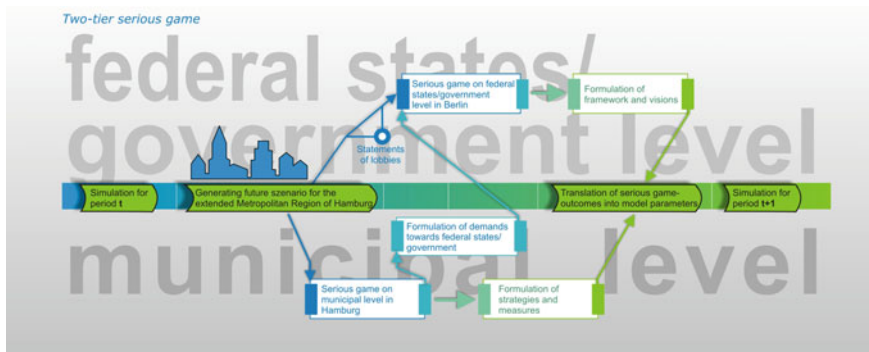 Two-tier serious game
federal states/
government level
Serious game on federal
states/government
level in Berlin
Formulation of
framework and visions
Statements
of lobbies
Simulation for
period t
Generating future szenario for the
extended Metropolitan Region of Hamburg
Translation of serious game-
outcomes into model parameters
Simulation for
period t+1
Formulation of demands
towards federal states/
government
municipal level
Serious game on
municipal level in
Hamburg
Formulation of
strategies and
measures